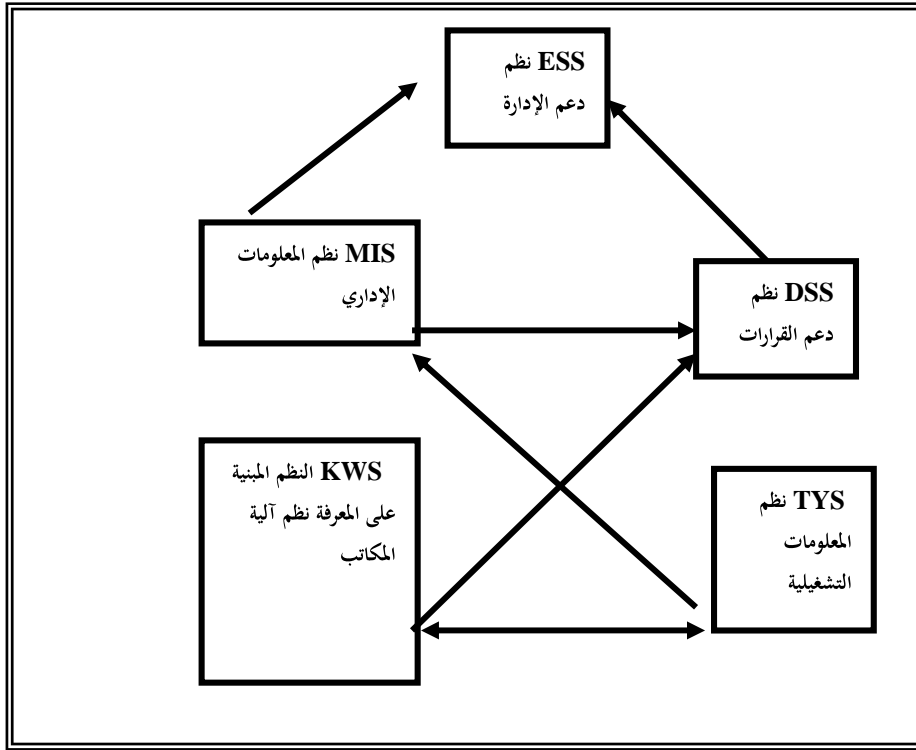 ESS نظم
دعم الإدارة
MIS نظم المعلومات
الإداري
DSS نظم
دعم القرارات
KWS النظم المبنية
على المعرفة نظم آلية
المكاتب
TYS نظم
المعلومات
التشغيلية